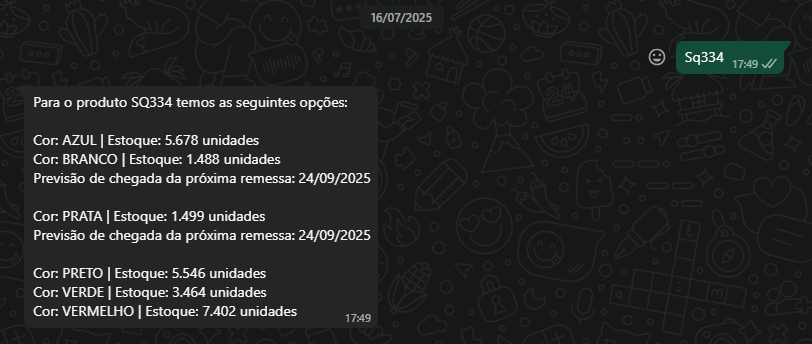 16/07/2025
Sq334
17:49
Para o produto SQ334 temos as seguintes opções:
Cor: AZUL | Estoque: 5.678 unidades
Cor: BRANCO | Estoque: 1.488 unidades
Previsão de chegada da próxima remessa: 24/09/2025
Cor: PRATA | Estoque: 1.499 unidades
Previsão de chegada da próxima remessa: 24/09/2025
Cor: PRETO | Estoque: 5.546 unidades
Cor: VERDE | Estoque: 3.464 unidades
Cor: VERMELHO | Estoque: 7.402 unidades
17:49